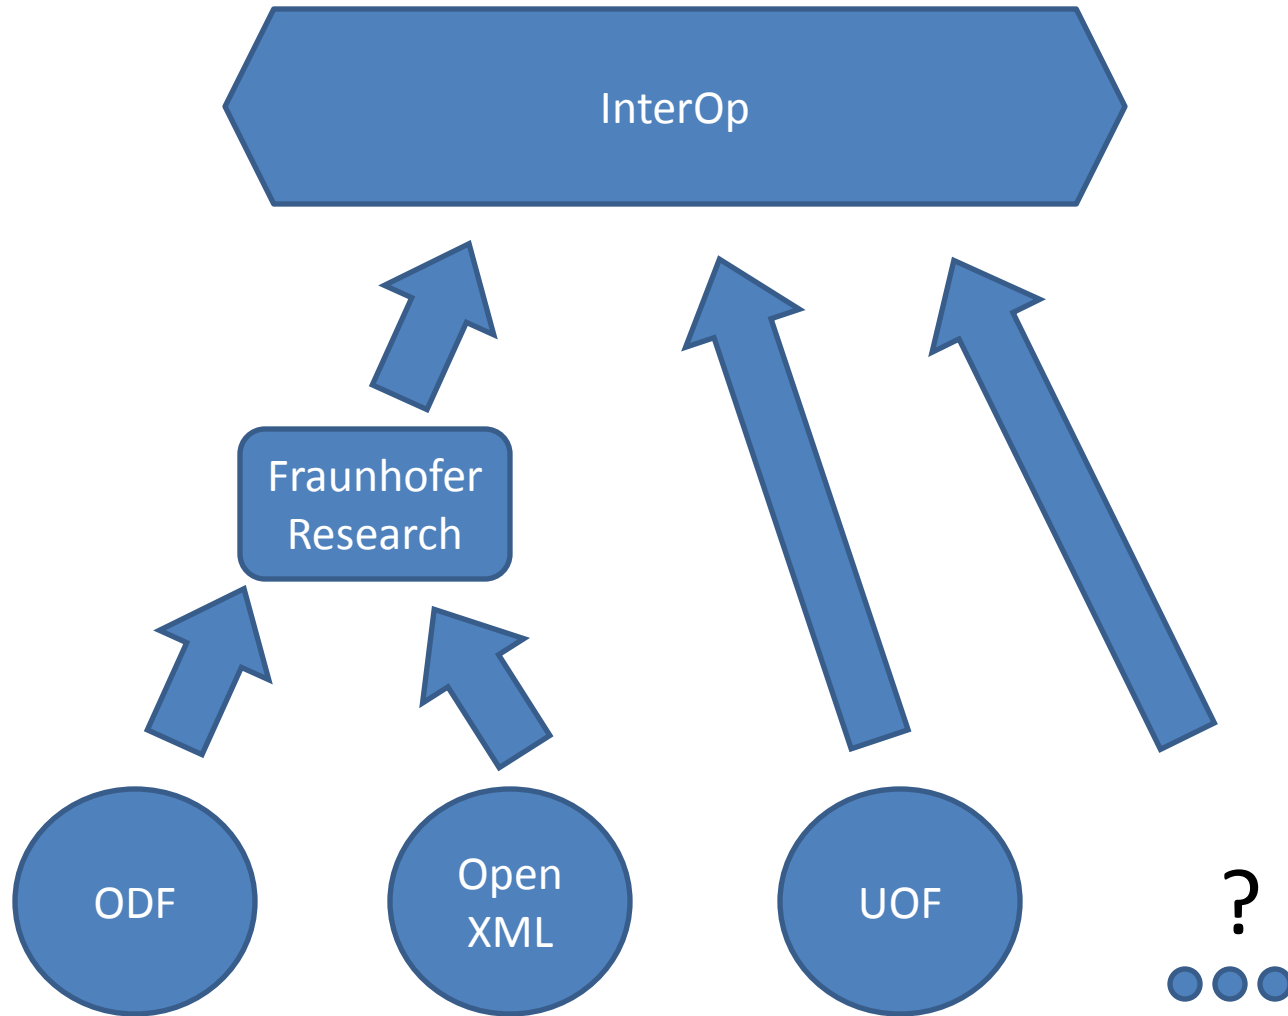 InterOp
Fraunhofer
Research
ODF
Open
XML
UOF
?